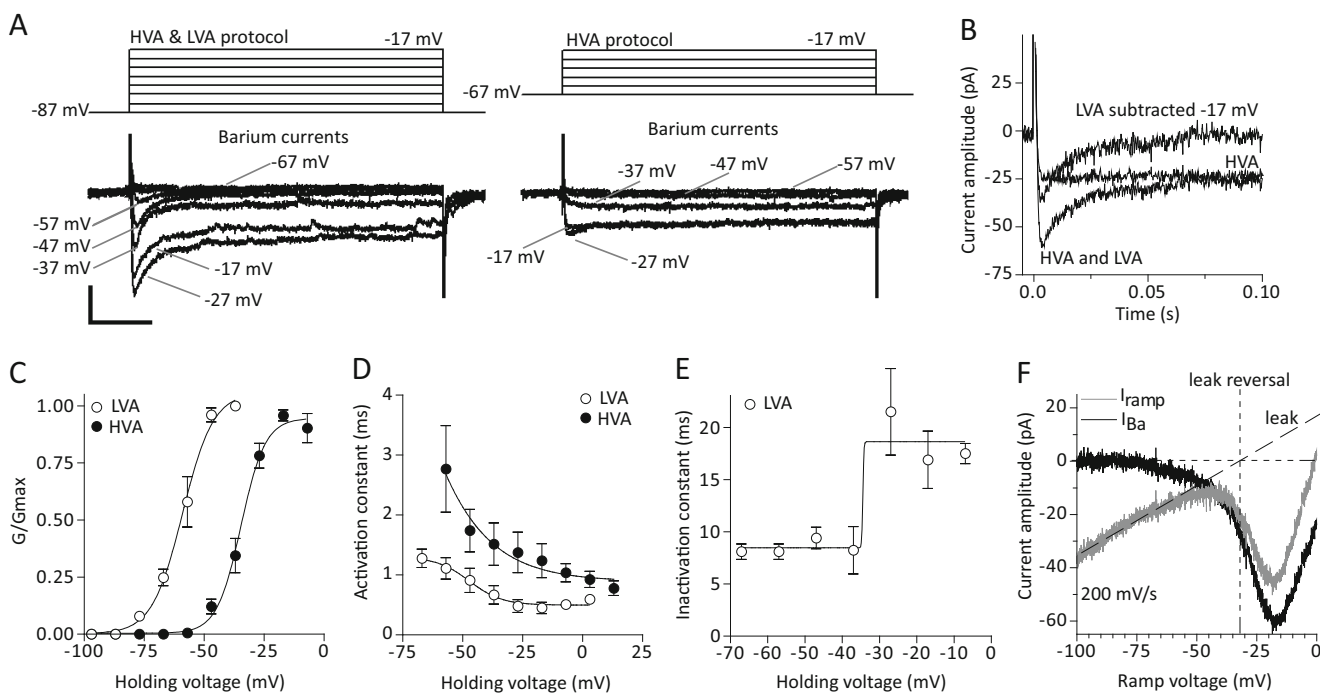 A
HVA & LVA protocol
-17 mV
-87 mV
Barium currents
-67 mV
-57 mV
-47 mV
-37 mV
-17 mV
-27 mV
HVA protocol
-17 mV
-67 mV
Barium currents
-37 mV
-47 mV
-57 mV
-17 mV
-27 mV
B
Current amplitude (pA)
25
0
-25
-50
-75
LVA subtracted -17 mV
HVA
HVA and LVA
0.0
0.05
0.10
Time (s)
C
LVA
HVA
G/Gmax
1.00
0.75
0.50
0.25
0.00
-100
-75
-50
-25
0
Holding voltage (mV)
D
LVA
HVA
Activation constant (ms)
4
3
2
1
0
-75
-50
-25
0
25
Holding voltage (mV)
E
LVA
Inactivation constant (ms)
20
15
10
5
0
-70
-60
-50
-40
-30
-20
-10
0
Holding voltage (mV)
F
leak reversal
Iramp
IBa
leak
Current amplitude (pA)
20
0
-20
-40
-60
200 mV/s
-100
-75
-50
-25
0
Ramp voltage (mV)